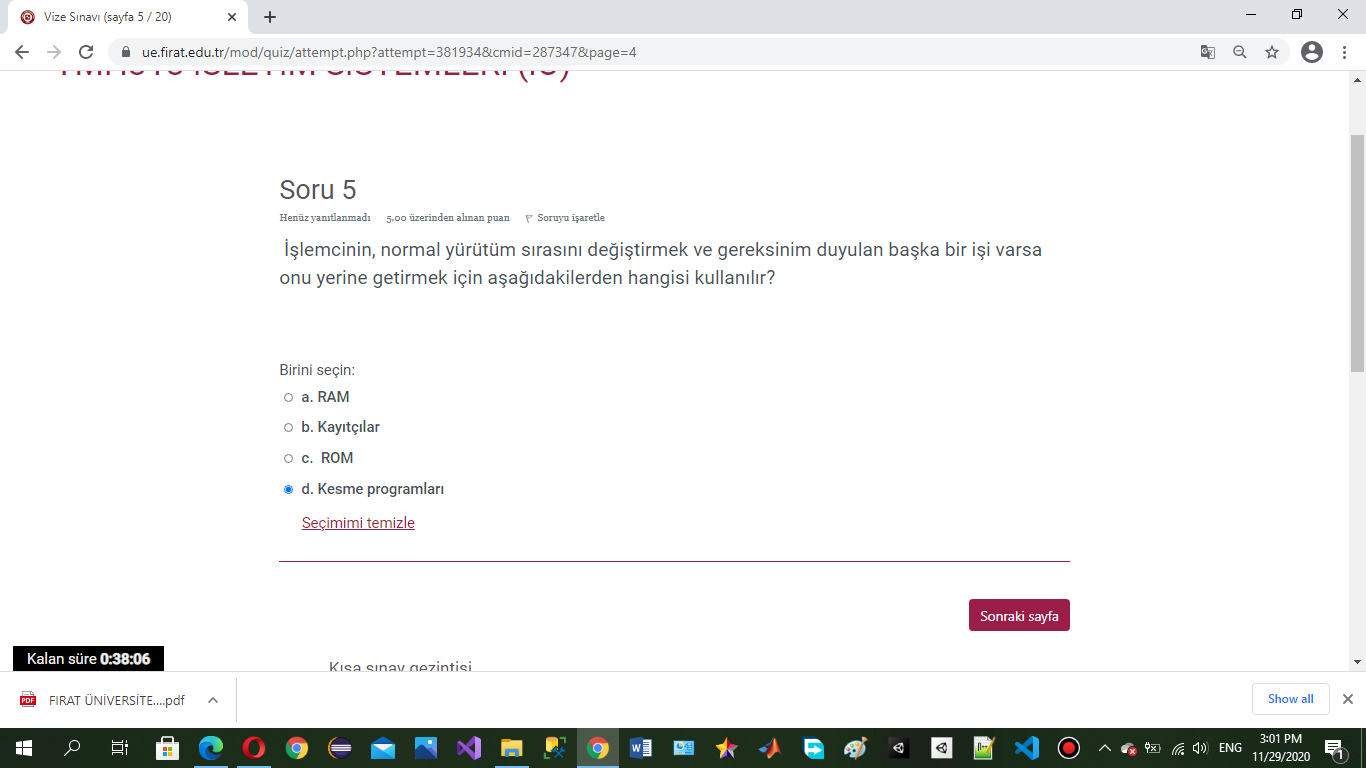 Vize Sınavı (sayfa 5 / 20)
ue.firat.edu.tr/mod/quiz/attempt.php?attempt=381934&cmid=287347&page=4
Soru 5
Henüz yanıtlanmadı 5,00 üzerinden alınan puan Soruyu işaretle
İşlemcinin, normal yürütüm sırasını değiştirmek ve gereksinim duyulan başka bir işi varsa
onu yerine getirmek için aşağıdakilerden hangisi kullanılır?
Birini seçin:
a. RAM
b. Kayıtçılar
c. ROM
d. Kesme programları
Seçimimi temizle
Sonraki sayfa
Kalan süre 0:38:06
Kısa sınav gezintisi
FIRAT ÜNİVERSİTE....pdf
Show all
ENG
3:01 PM
11/29/2020
1